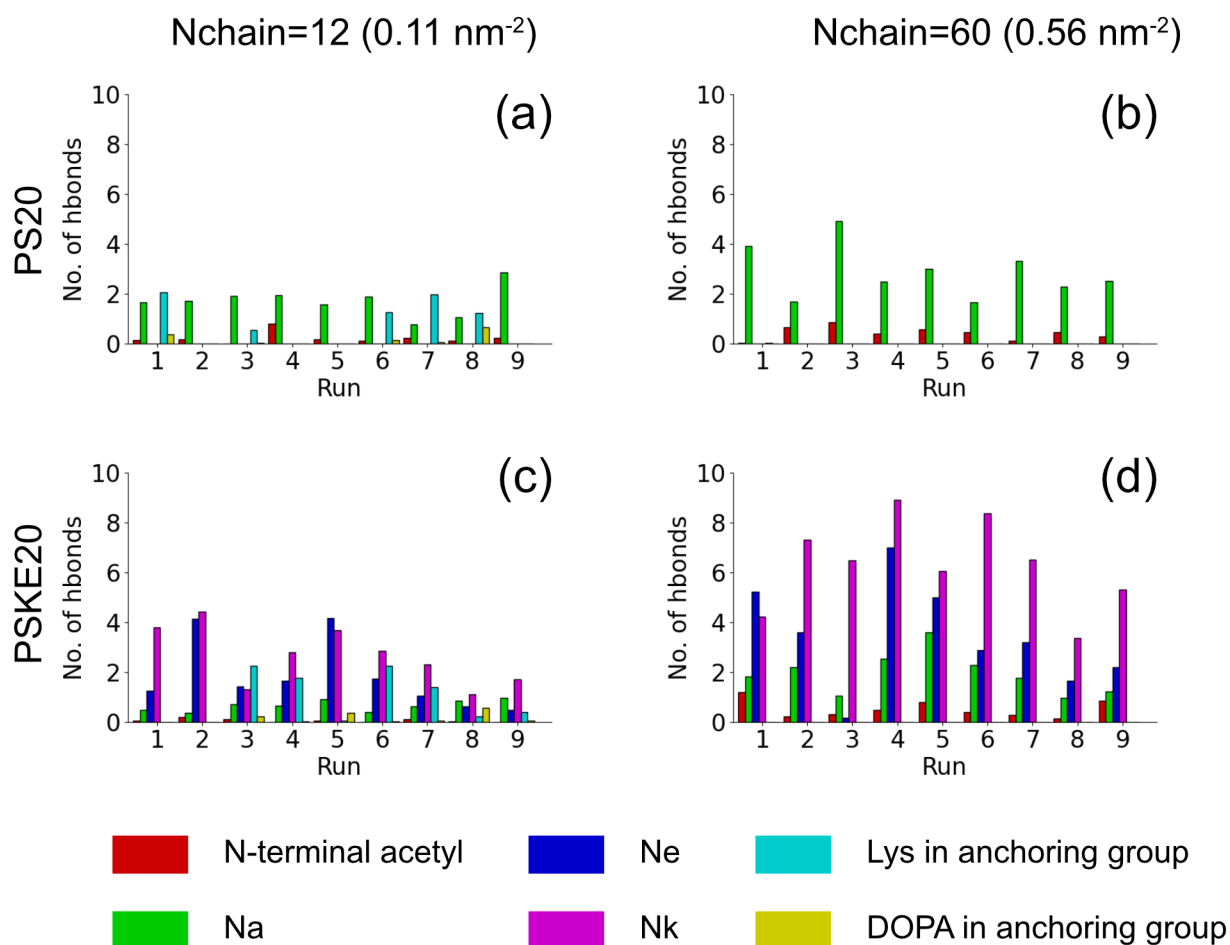 Nchain=12 (0.11 nm⁻²)
Nchain=60 (0.56 nm⁻²)
PS20
(a)
No. of hbonds
10
8
6
4
2
0
1 2 3 4 5 6 7 8 9
Run
(b)
No. of hbonds
10
8
6
4
2
0
1 2 3 4 5 6 7 8 9
Run
PSKE20
(c)
No. of hbonds
10
8
6
4
2
0
1 2 3 4 5 6 7 8 9
Run
(d)
No. of hbonds
10
8
6
4
2
0
1 2 3 4 5 6 7 8 9
Run
N-terminal acetyl
Ne
Lys in anchoring group
Na
Nk
DOPA in anchoring group